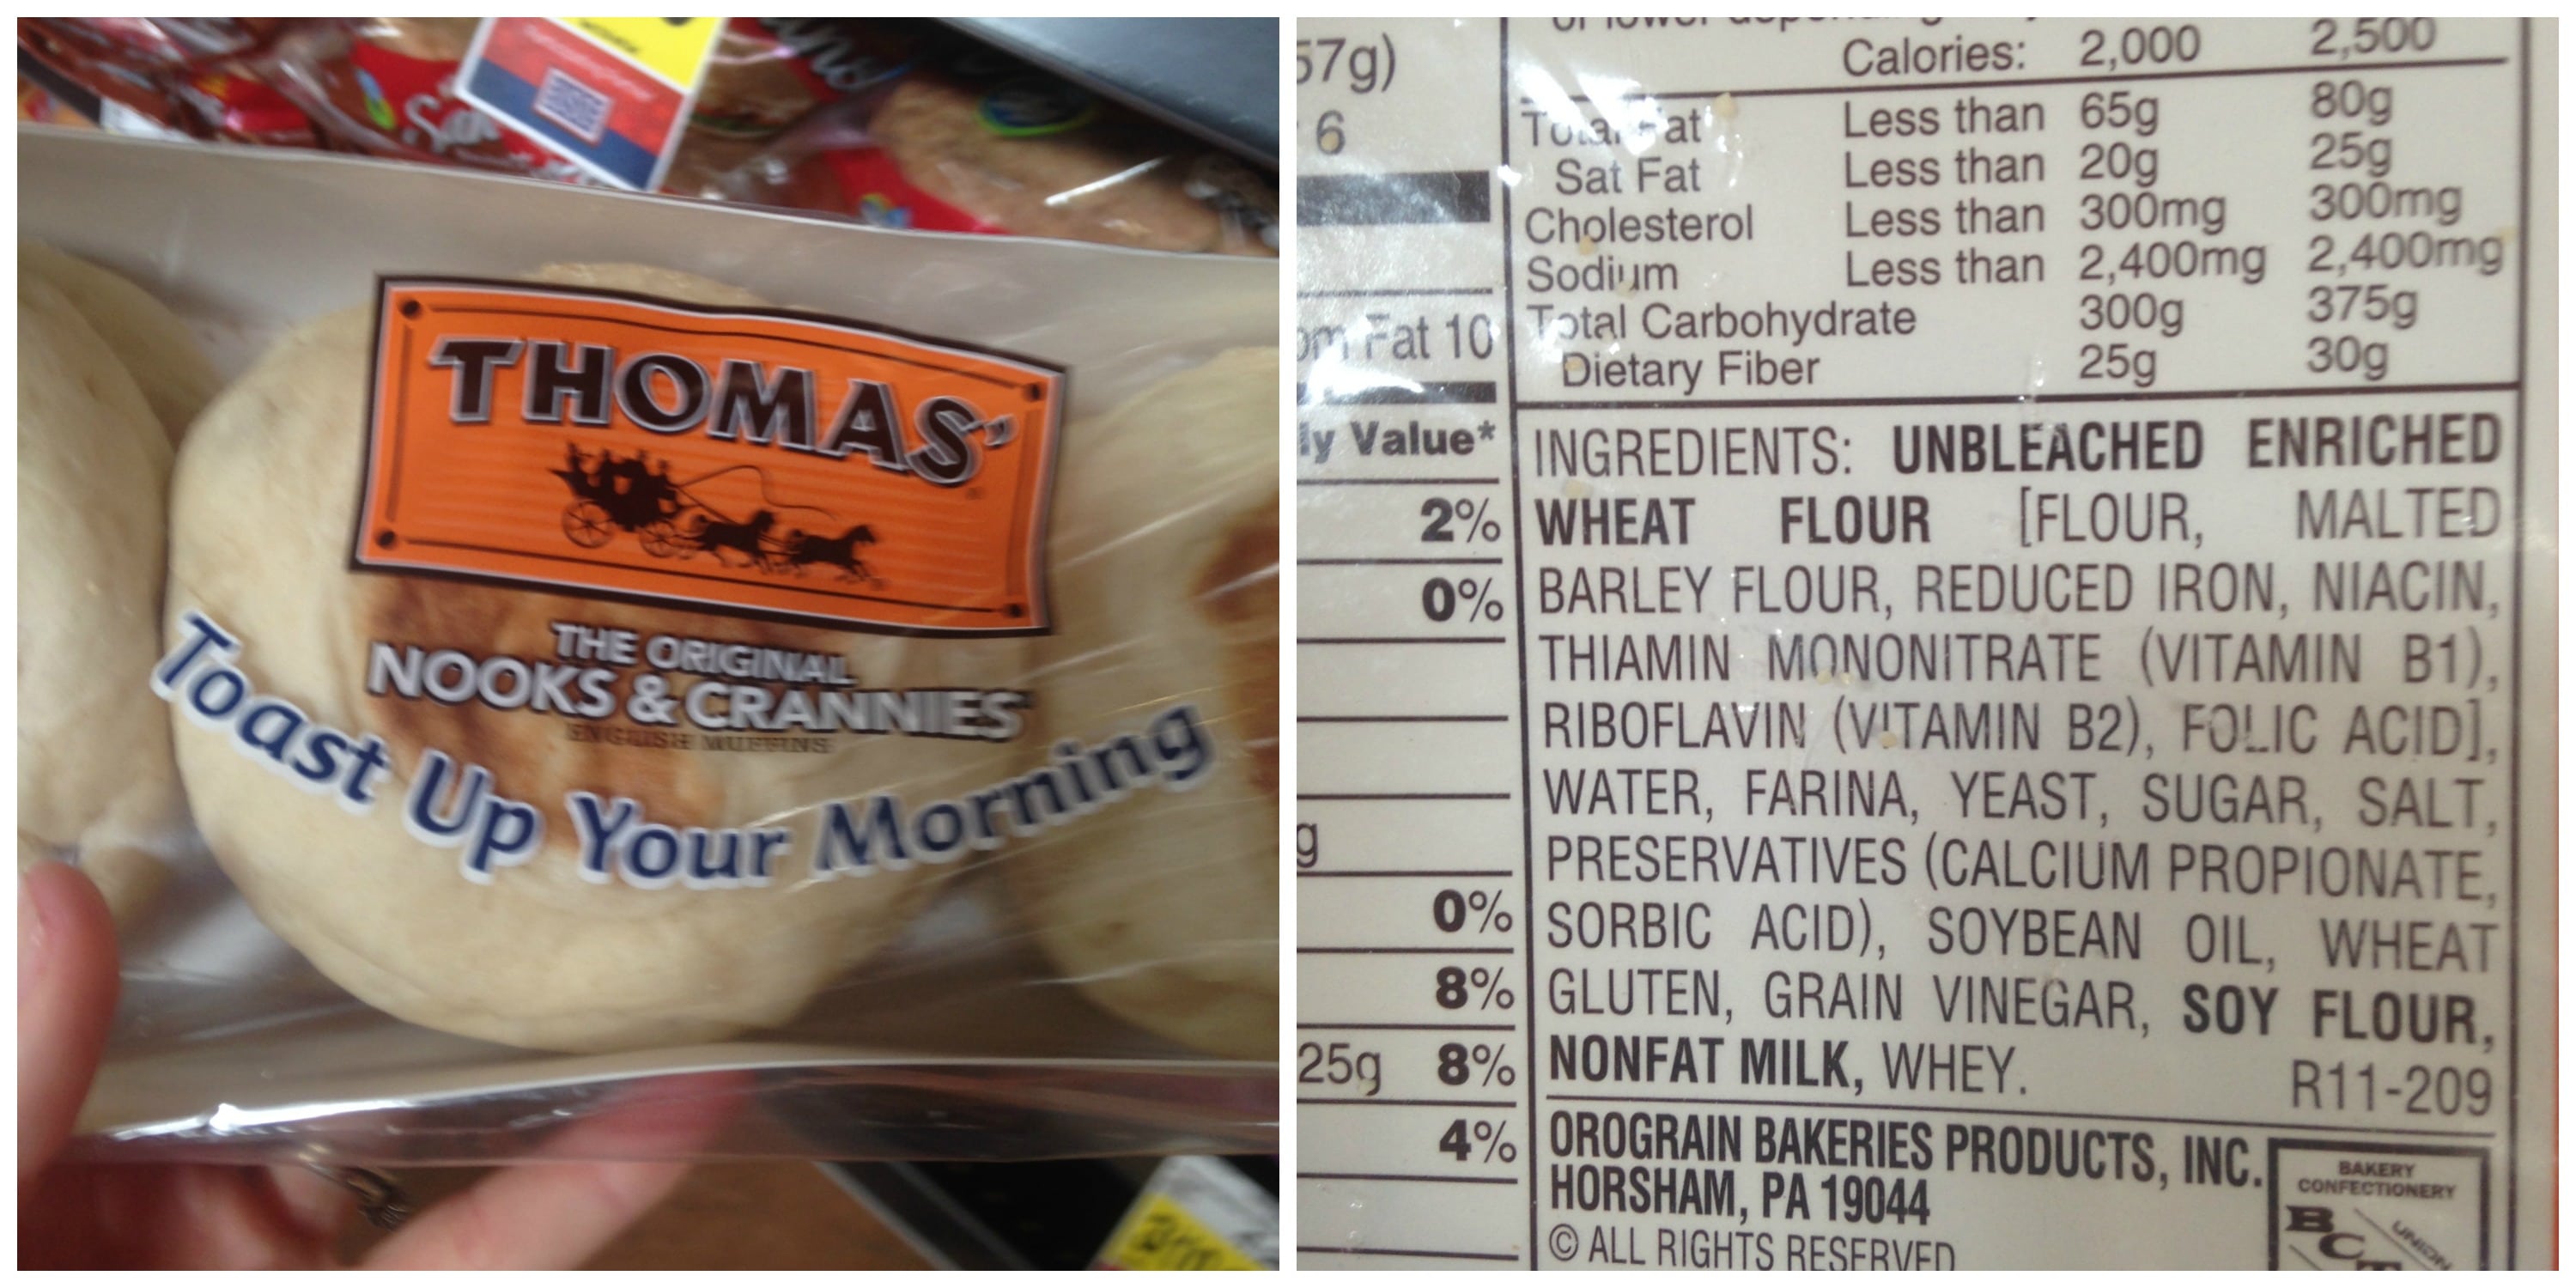 THOMAS'
THE ORIGINAL
NOOKS & CRANNIES
ENGLISH MUFFINS
Toast Up Your Morning
57g)
6
om Fat 10
ly Value*
2%
0%
g
0%
8%
25g 8%
4%
Calories: 2,000 2,500
Total Fat Less than 65g 80g
Sat Fat Less than 20g 25g
Cholesterol Less than 300mg 300mg
Sodium Less than 2,400mg 2,400mg
Total Carbohydrate 300g 375g
Dietary Fiber 25g 30g
INGREDIENTS: UNBLEACHED ENRICHED
WHEAT FLOUR [FLOUR, MALTED
BARLEY FLOUR, REDUCED IRON, NIACIN,
THIAMIN MONONITRATE (VITAMIN B1),
RIBOFLAVIN (VITAMIN B2), FOLIC ACID],
WATER, FARINA, YEAST, SUGAR, SALT,
PRESERVATIVES (CALCIUM PROPIONATE,
SORBIC ACID), SOYBEAN OIL, WHEAT
GLUTEN, GRAIN VINEGAR, SOY FLOUR,
NONFAT MILK, WHEY. R11-209
OROGRAIN BAKERIES PRODUCTS, INC.
HORSHAM, PA 19044
© ALL RIGHTS RESERVED
BAKERY
CONFECTIONERY
BCT
UNION